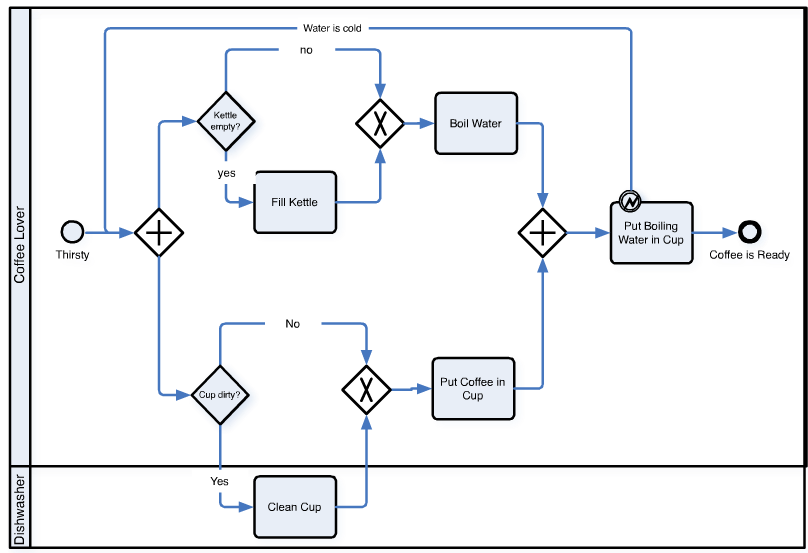 Water is cold
no
Kettle
empty?
Boil Water
yes
Fill Kettle
Coffee Lover
Thirsty
Put Boiling
Water in Cup
Coffee is Ready
No
Cup dirty?
Put Coffee in
Cup
Yes
Clean Cup
Dishwasher